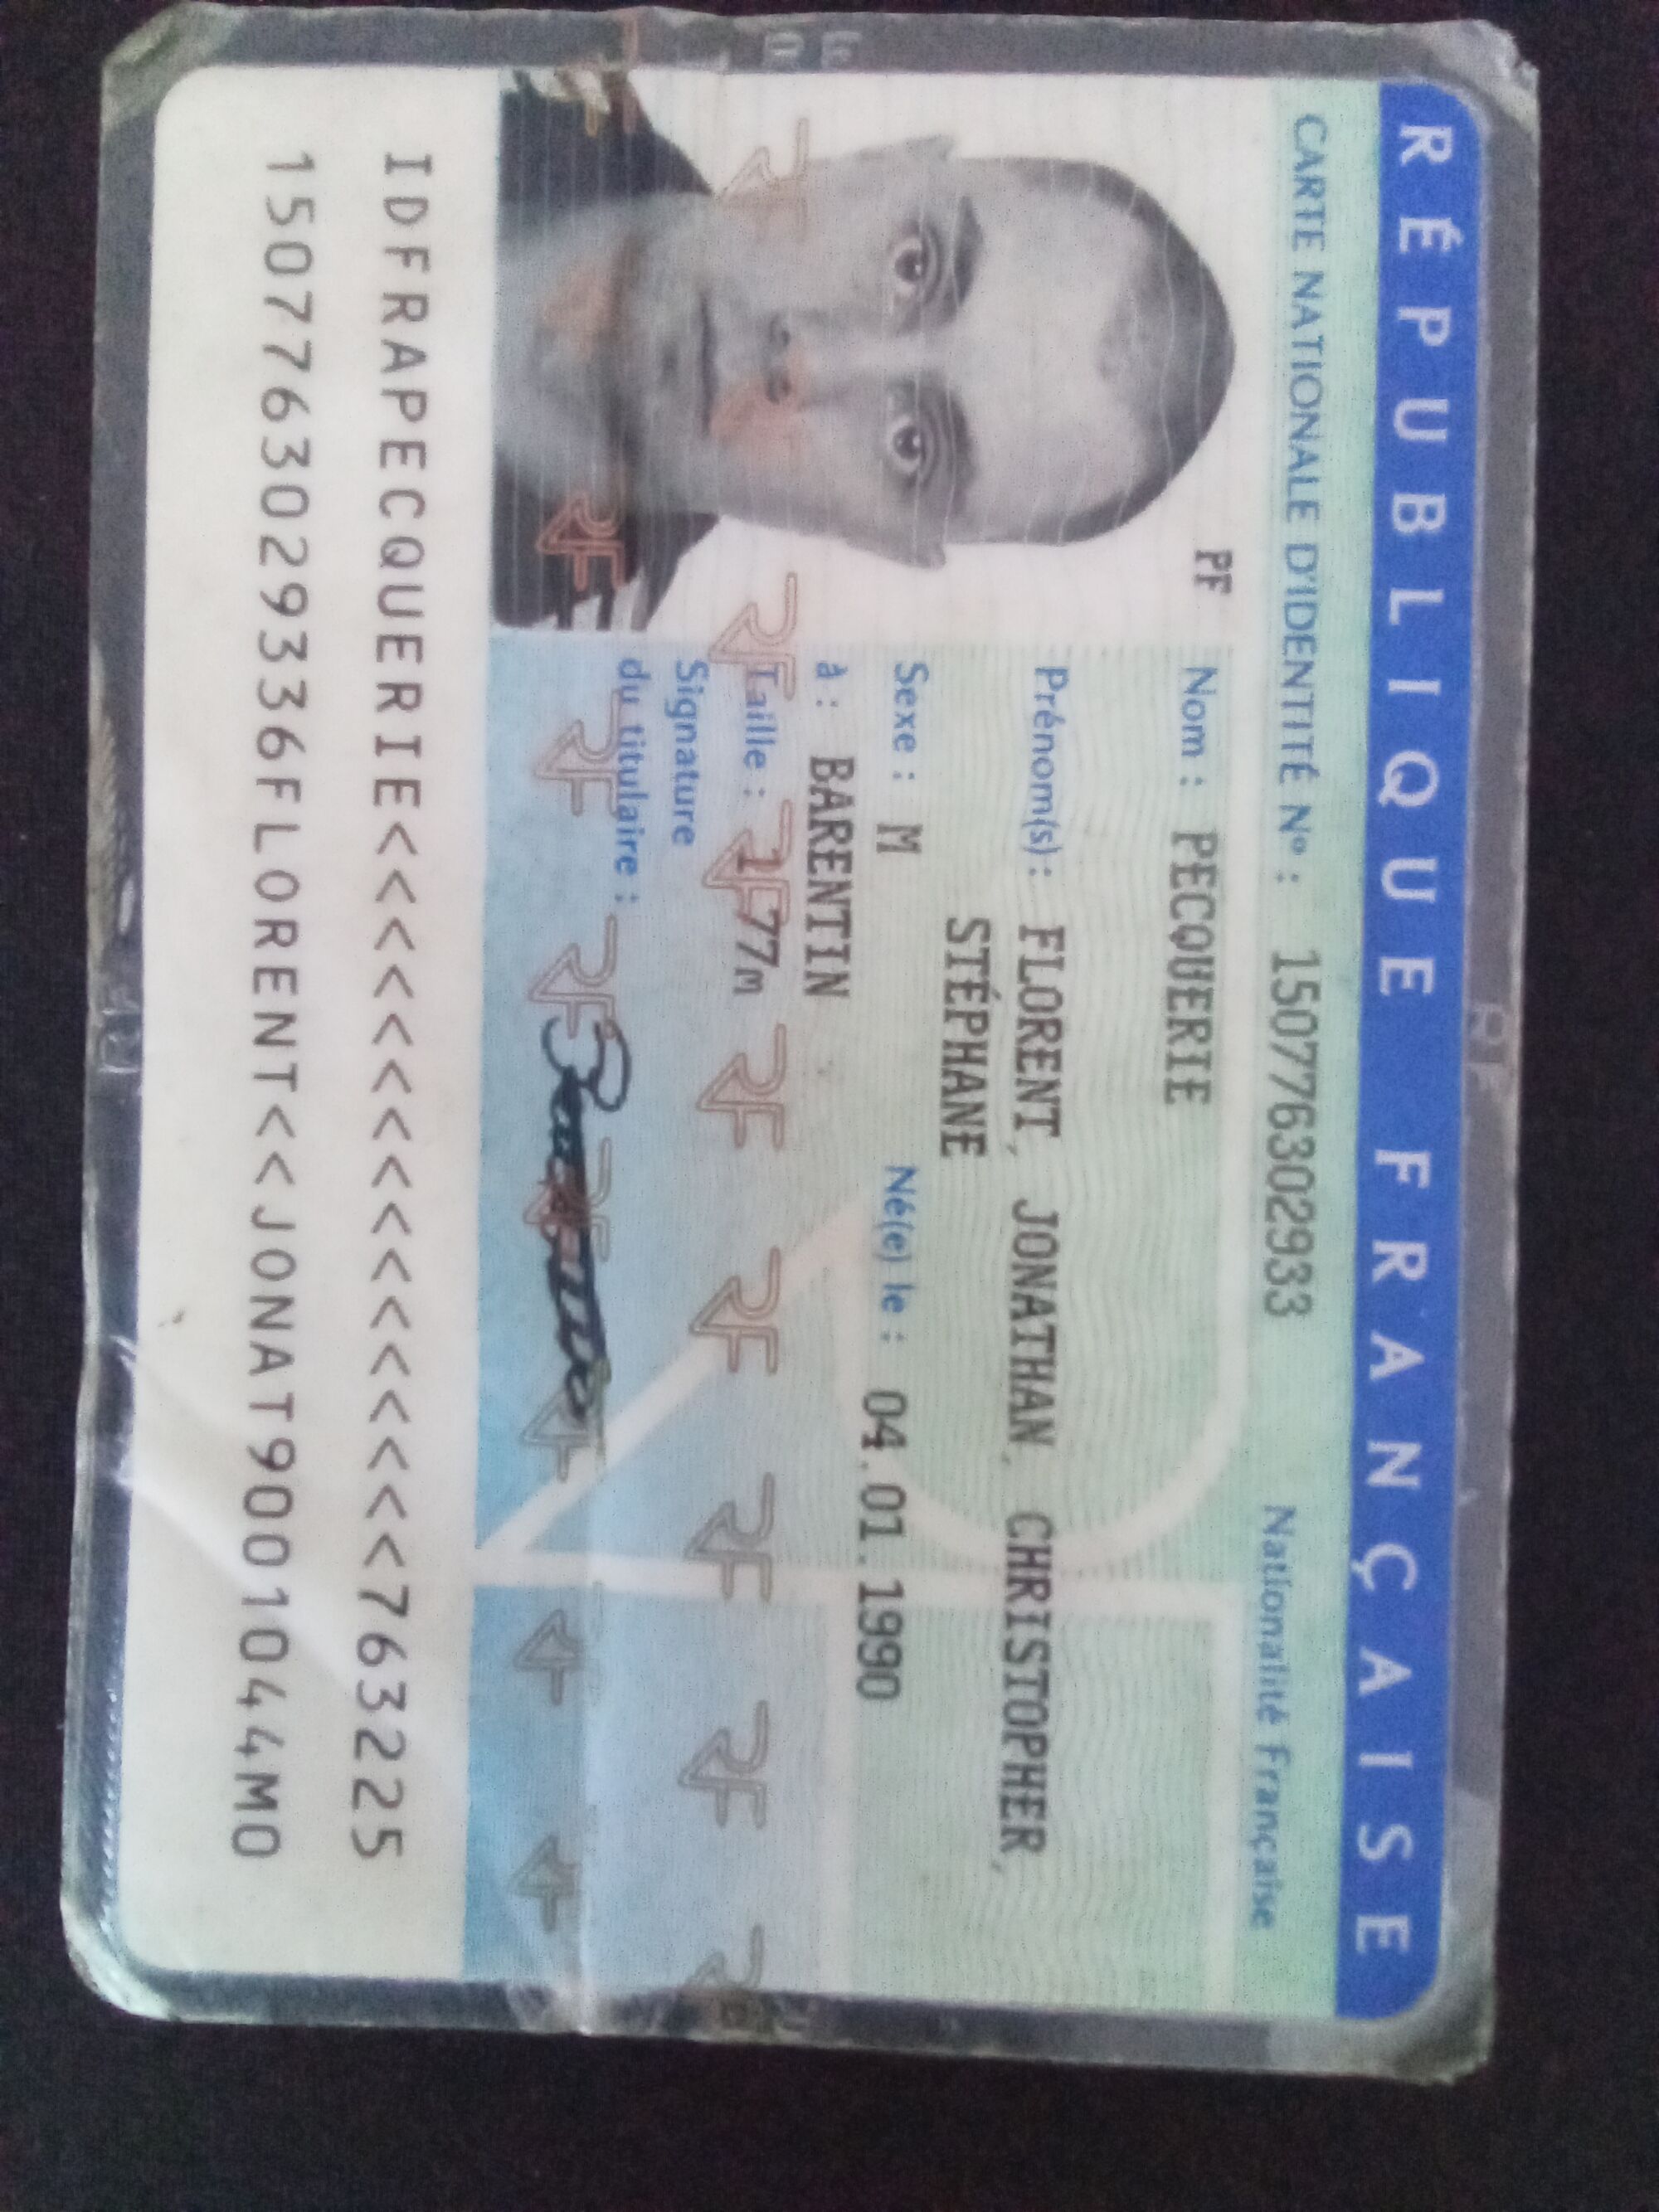 RÉPUBLIQUE FRANÇAISE
CARTE NATIONALE D'IDENTITÉ N° : 150776302933 Nationalité Française
PF
Nom : PECQUERIE
Prénom(s) : FLORENT, JONATHAN, CHRISTOPHER,
STÉPHANE
Sexe : M Né(e) le : 04.01.1990
à : BARENTIN
Taille : 1,77m
Signature
du titulaire :
IDFRAPECQUERIE<<<<<<<<<<<<<<<<763225
1507763029336FLORENT<<JONAT9001044M0